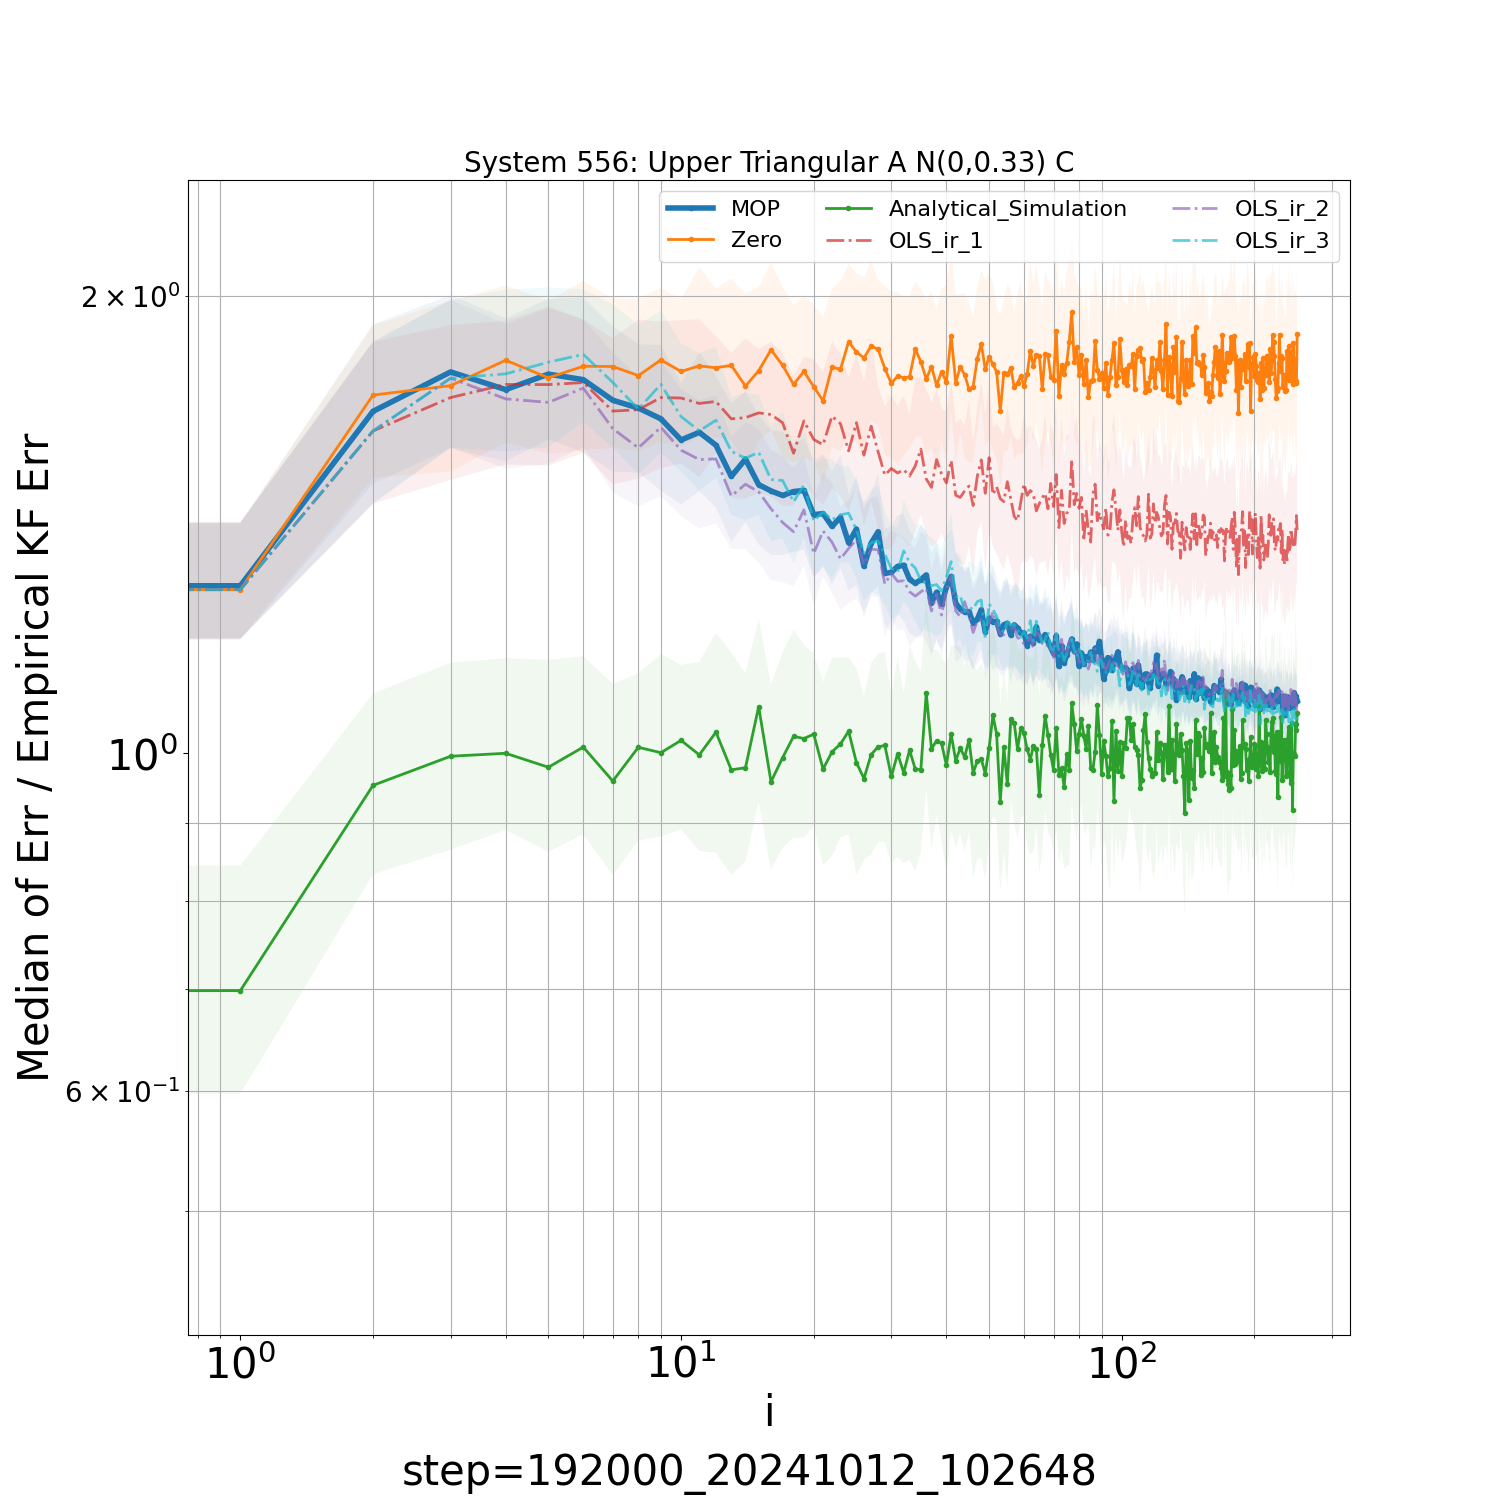 System 556: Upper Triangular A N(0,0.33) C
MOP
Zero
Analytical_Simulation
OLS_ir_1
OLS_ir_2
OLS_ir_3
Median of Err / Empirical KF Err
2 × 10⁰
10⁰
6 × 10⁻¹
10⁰ 10¹ 10²
i
step=192000_20241012_102648